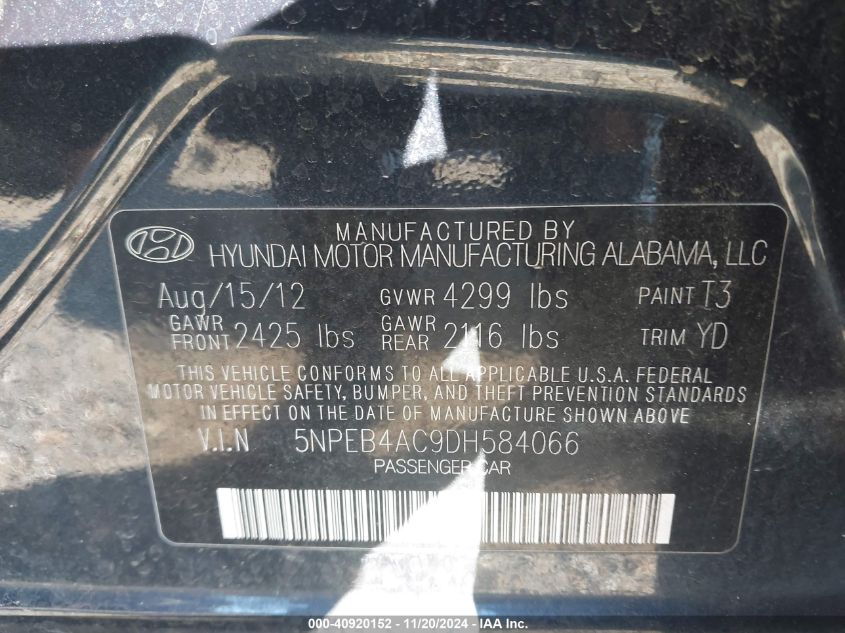 MANUFACTURED BY
HYUNDAI MOTOR MANUFACTURING ALABAMA, LLC
Aug/15/12 GVWR 4299 lbs PAINT T3
GAWR FRONT 2425 lbs GAWR REAR 2116 lbs TRIM YD
THIS VEHICLE CONFORMS TO ALL APPLICABLE U.S.A. FEDERAL
MOTOR VEHICLE SAFETY, BUMPER, AND THEFT PREVENTION STANDARDS
IN EFFECT ON THE DATE OF MANUFACTURE SHOWN ABOVE
V.I.N 5NPEB4AC9DH584066
PASSENGER CAR
000-40920152 - 11/20/2024 - IAA Inc.